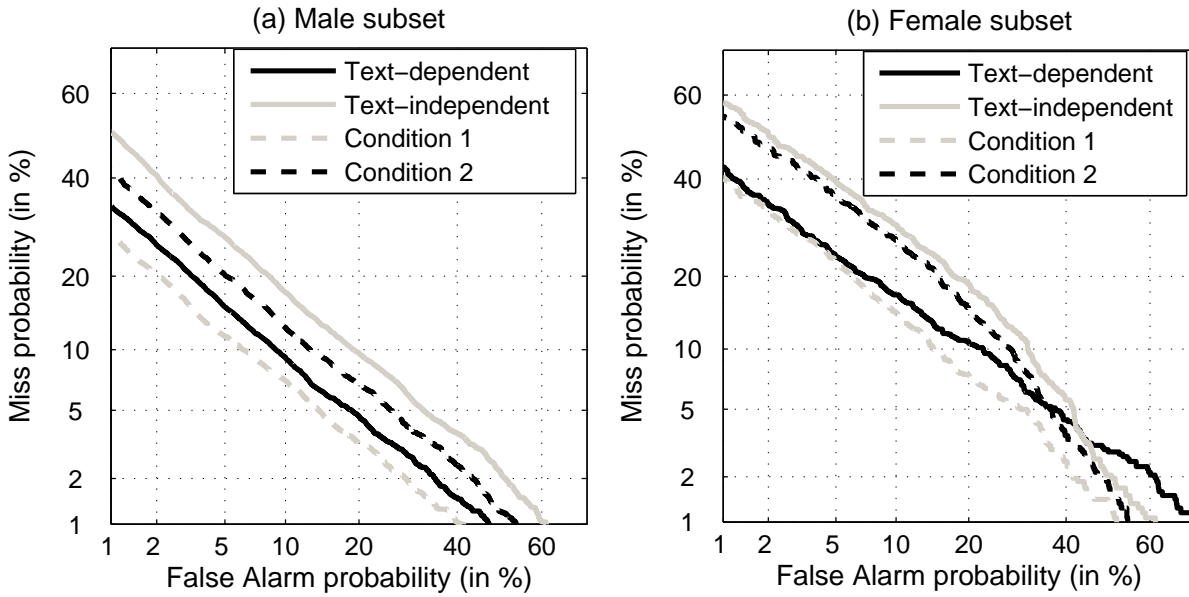 (a) Male subset
Text−dependent
Text−independent
Condition 1
Condition 2
60
40
20
10
5
2
1
Miss probability (in %)
1 2 5 10 20 40 60
False Alarm probability (in %)
(b) Female subset
Text−dependent
Text−independent
Condition 1
Condition 2
60
40
20
10
5
2
1
Miss probability (in %)
1 2 5 10 20 40 60
False Alarm probability (in %)